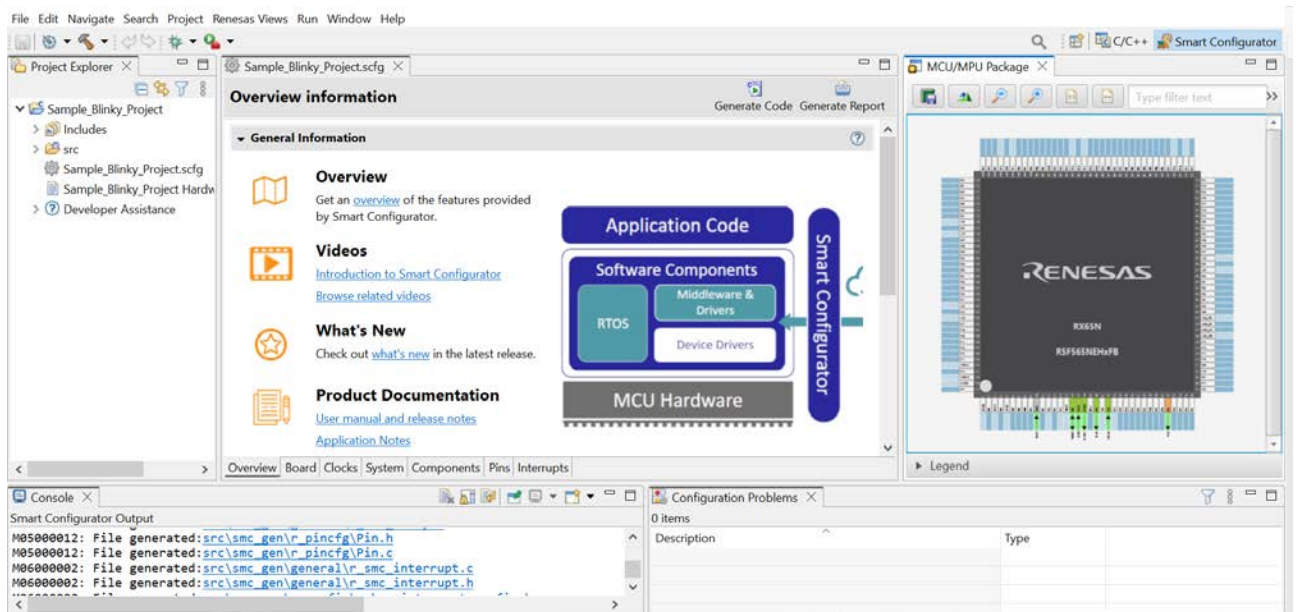 File Edit Navigate Search Project Renesas Views Run Window Help
C/C++ Smart Configurator
Project Explorer
Sample_Blinky_Project
Includes
src
Sample_Blinky_Project.scfg
Sample_Blinky_Project Hardw
Developer Assistance
Sample_Blinky_Project.scfg
Overview information
Generate Code Generate Report
General Information
Overview
Get an overview of the features provided
by Smart Configurator.
Videos
Introduction to Smart Configurator
Browse related videos
What's New
Check out what's new in the latest release.
Product Documentation
User manual and release notes
Application Notes
Application Code
Software Components
RTOS
Middleware &
Drivers
Device Drivers
MCU Hardware
Smart Configurator
Overview Board Clocks System Components Pins Interrupts
MCU/MPU Package
Type filter text
RENESAS
RX65N
R5F565NEHxFB
Legend
Console
Smart Configurator Output
M05000012: File generated:src\smc_gen\r_pincfg\Pin.h
M05000012: File generated:src\smc_gen\r_pincfg\Pin.c
M06000002: File generated:src\smc_gen\general\r_smc_interrupt.c
M06000002: File generated:src\smc_gen\general\r_smc_interrupt.h
Configuration Problems
0 items
Description Type